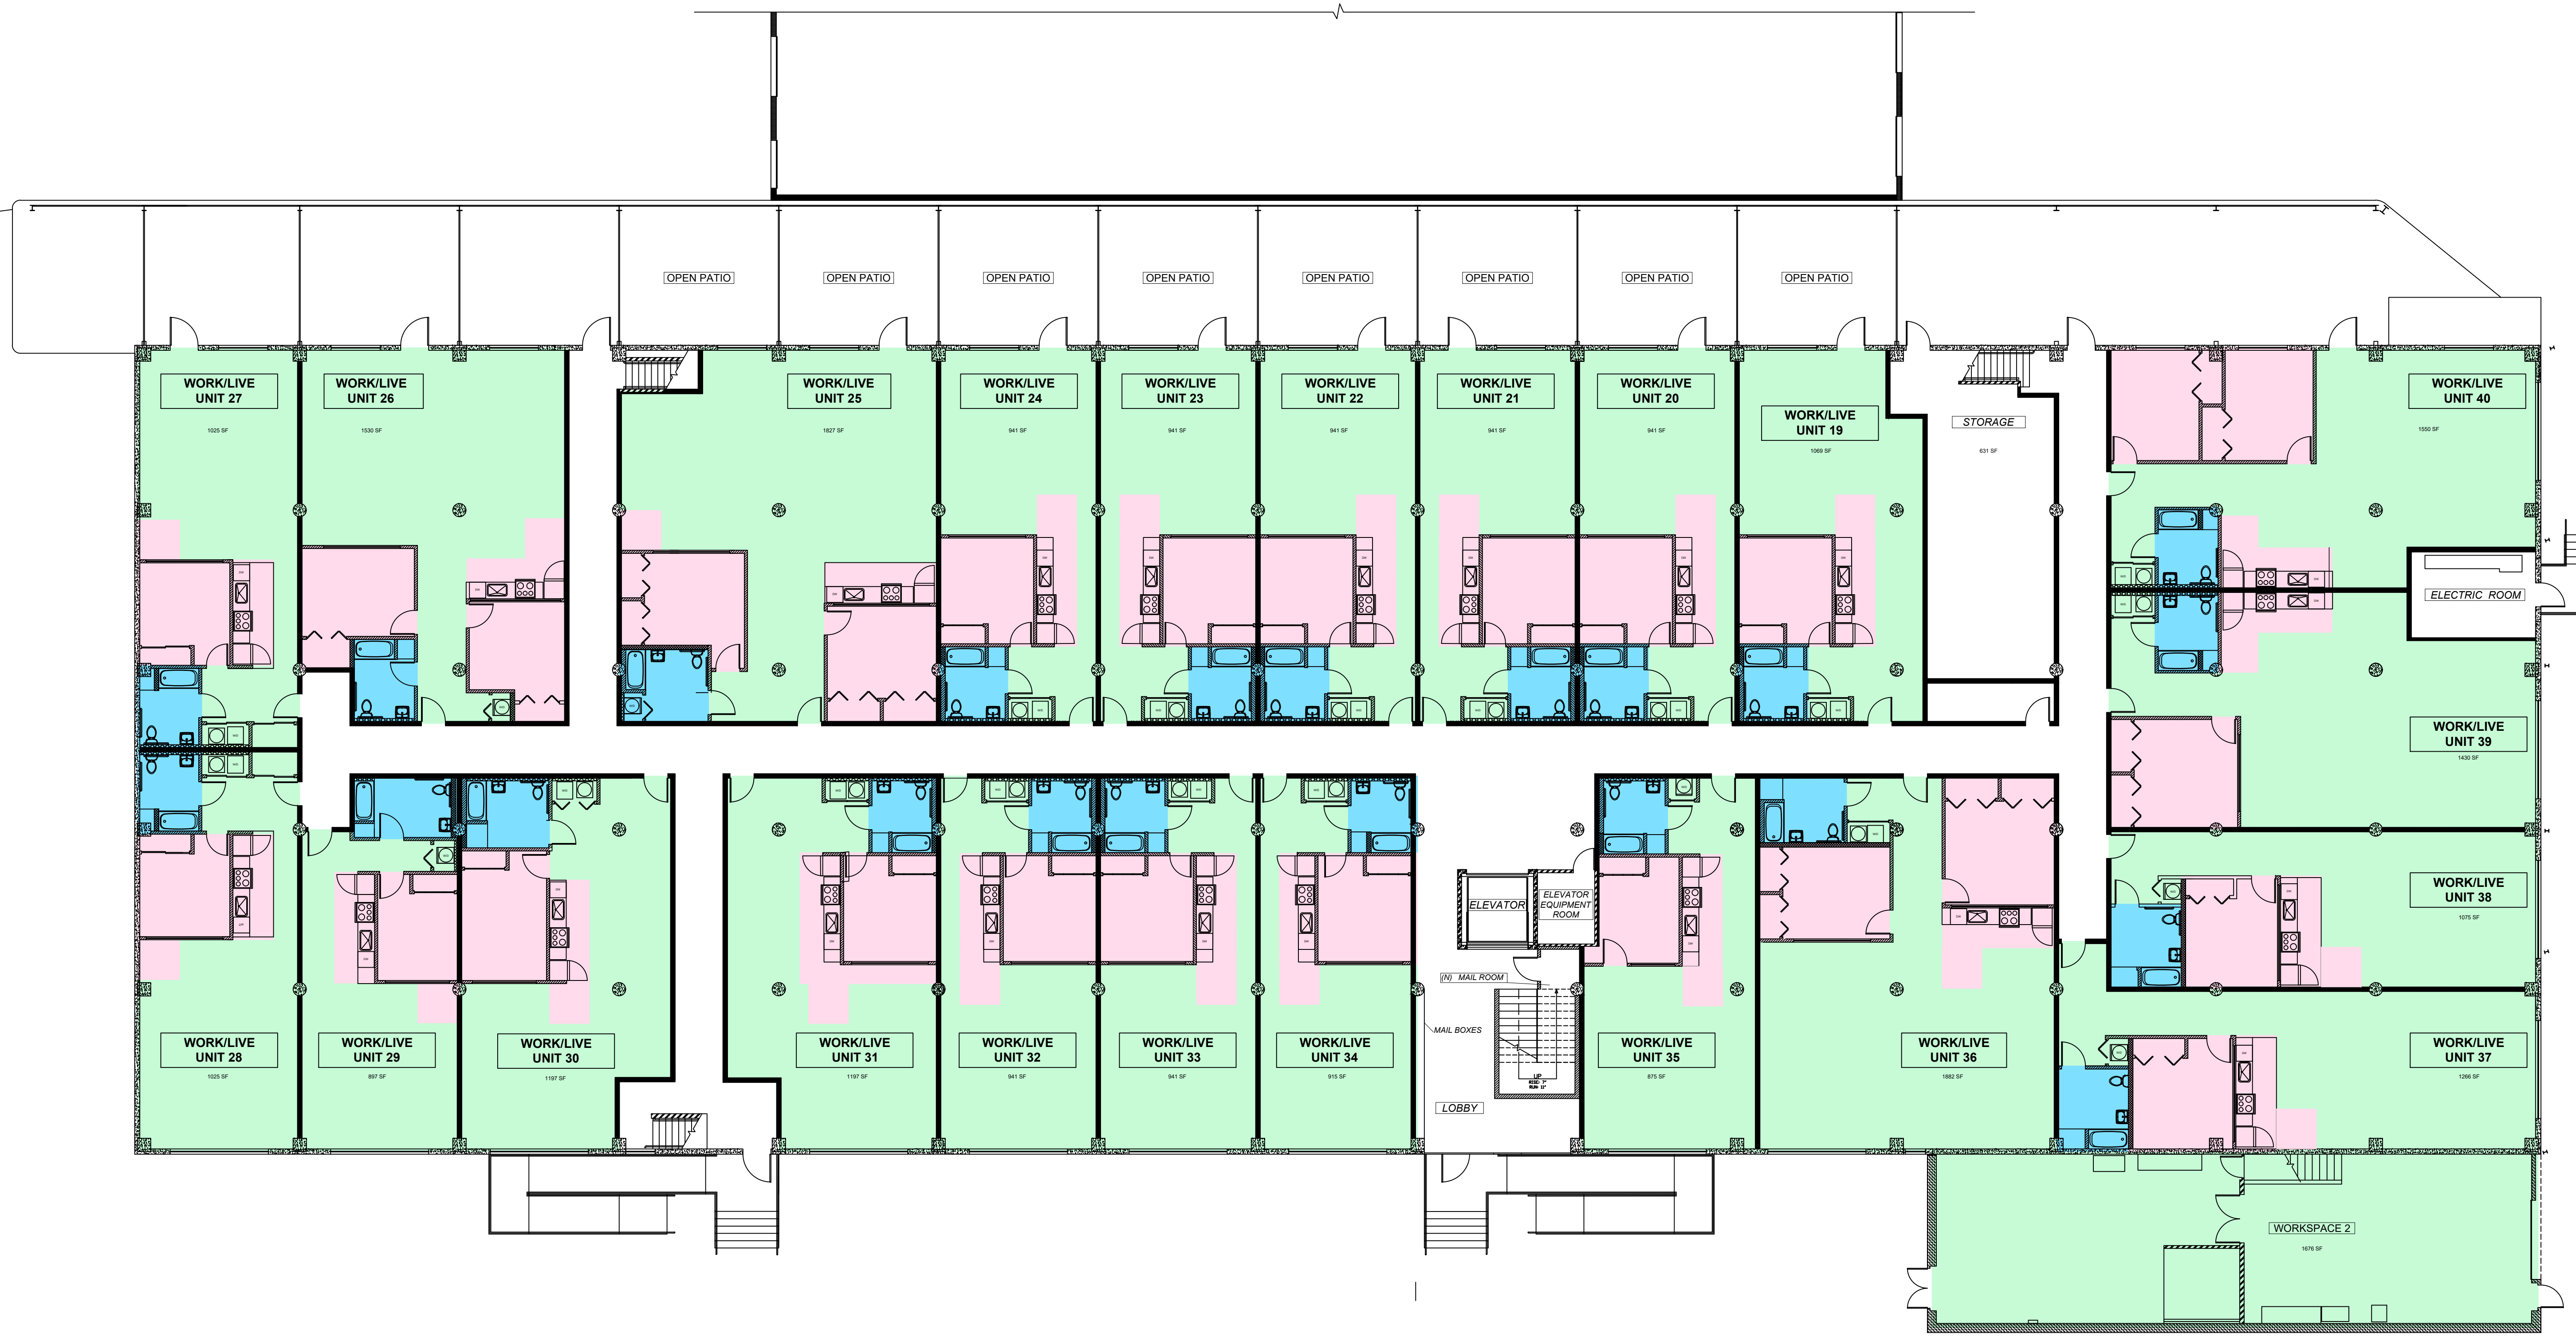 OPEN PATIO
OPEN PATIO
OPEN PATIO
OPEN PATIO
OPEN PATIO
OPEN PATIO
OPEN PATIO
OPEN PATIO
WORK/LIVE
UNIT 27
1025 SF
WORK/LIVE
UNIT 26
1530 SF
WORK/LIVE
UNIT 25
1827 SF
WORK/LIVE
UNIT 24
941 SF
WORK/LIVE
UNIT 23
941 SF
WORK/LIVE
UNIT 22
941 SF
WORK/LIVE
UNIT 21
941 SF
WORK/LIVE
UNIT 20
941 SF
WORK/LIVE
UNIT 19
1069 SF
STORAGE
631 SF
WORK/LIVE
UNIT 40
1550 SF
ELECTRIC ROOM
WORK/LIVE
UNIT 39
1430 SF
WORK/LIVE
UNIT 38
1075 SF
ELEVATOR
ELEVATOR
EQUIPMENT
ROOM
(N) MAIL ROOM
MAIL BOXES
UP
RISE: 7"
RUN: 11"
LOBBY
WORK/LIVE
UNIT 28
1025 SF
WORK/LIVE
UNIT 29
897 SF
WORK/LIVE
UNIT 30
1197 SF
WORK/LIVE
UNIT 31
1197 SF
WORK/LIVE
UNIT 32
941 SF
WORK/LIVE
UNIT 33
941 SF
WORK/LIVE
UNIT 34
915 SF
WORK/LIVE
UNIT 35
875 SF
WORK/LIVE
UNIT 36
1882 SF
WORK/LIVE
UNIT 37
1266 SF
WORKSPACE 2
1676 SF